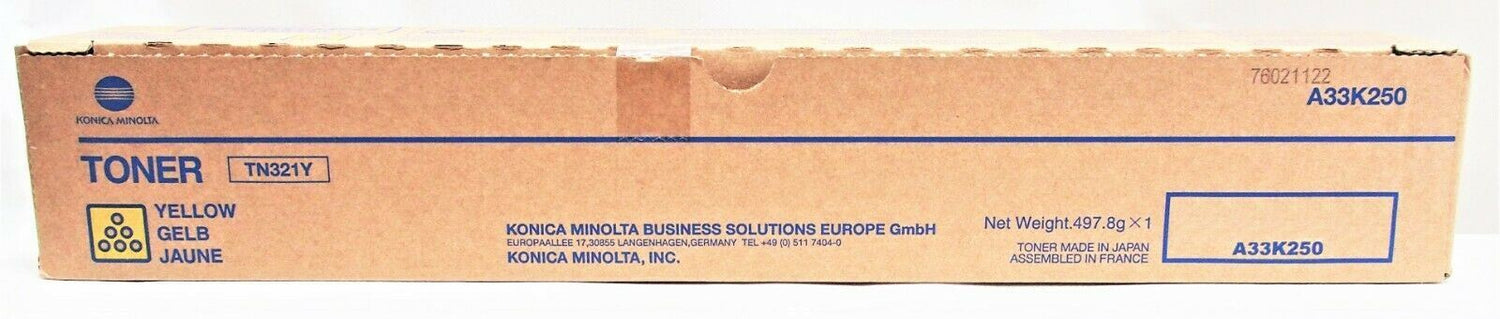 76021122
A33K250
KONICA MINOLTA
TONER TN321Y
YELLOW
GELB
JAUNE
KONICA MINOLTA BUSINESS SOLUTIONS EUROPE GmbH
EUROPAALLEE 17,30855 LANGENHAGEN,GERMANY TEL +49 (0) 511 7404-0
KONICA MINOLTA, INC.
Net Weight.497.8g×1
TONER MADE IN JAPAN
ASSEMBLED IN FRANCE
A33K250